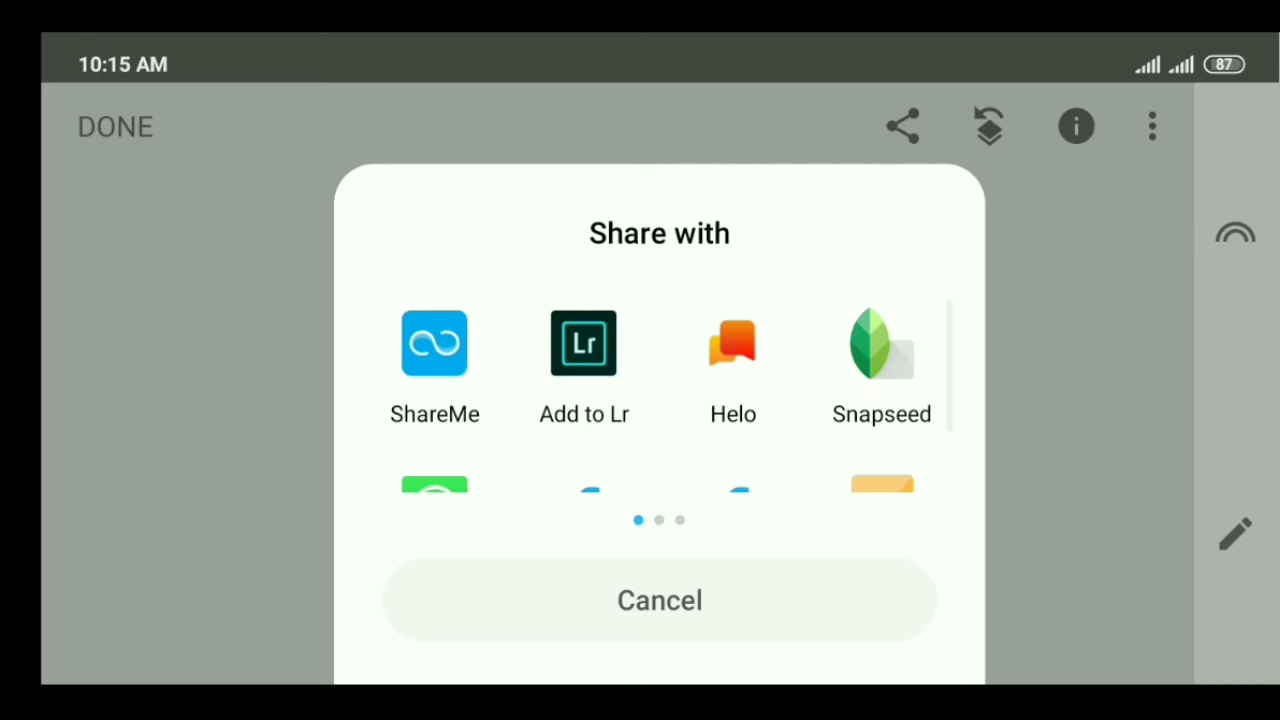 10:15 AM
87
DONE
Share with
Lr
ShareMe
Add to Lr
Helo
Snapseed
Cancel